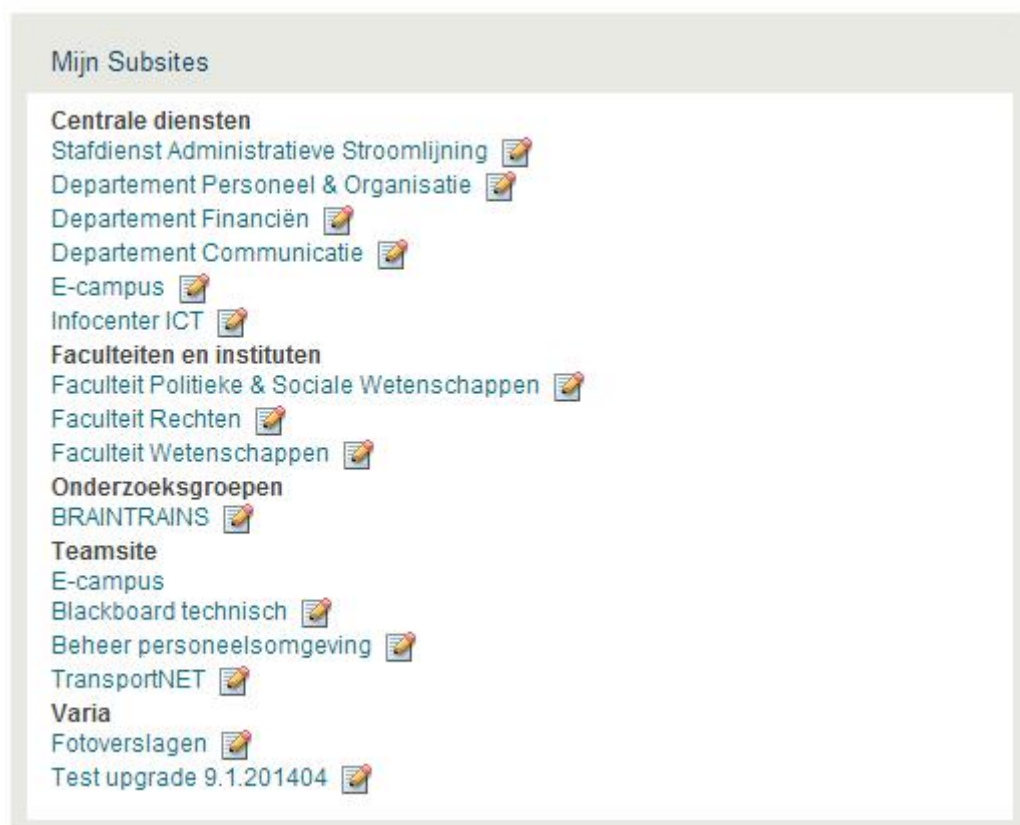 Mijn Subsites
Centrale diensten
Stafdienst Administratieve Stroomlijning
Departement Personeel & Organisatie
Departement Financiën
Departement Communicatie
E-campus
Infocenter ICT
Faculteiten en instituten
Faculteit Politieke & Sociale Wetenschappen
Faculteit Rechten
Faculteit Wetenschappen
Onderzoeksgroepen
BRAINTRAINS
Teamsite
E-campus
Blackboard technisch
Beheer personeelsomgeving
TransportNET
Varia
Fotoverslagen
Test upgrade 9.1.201404